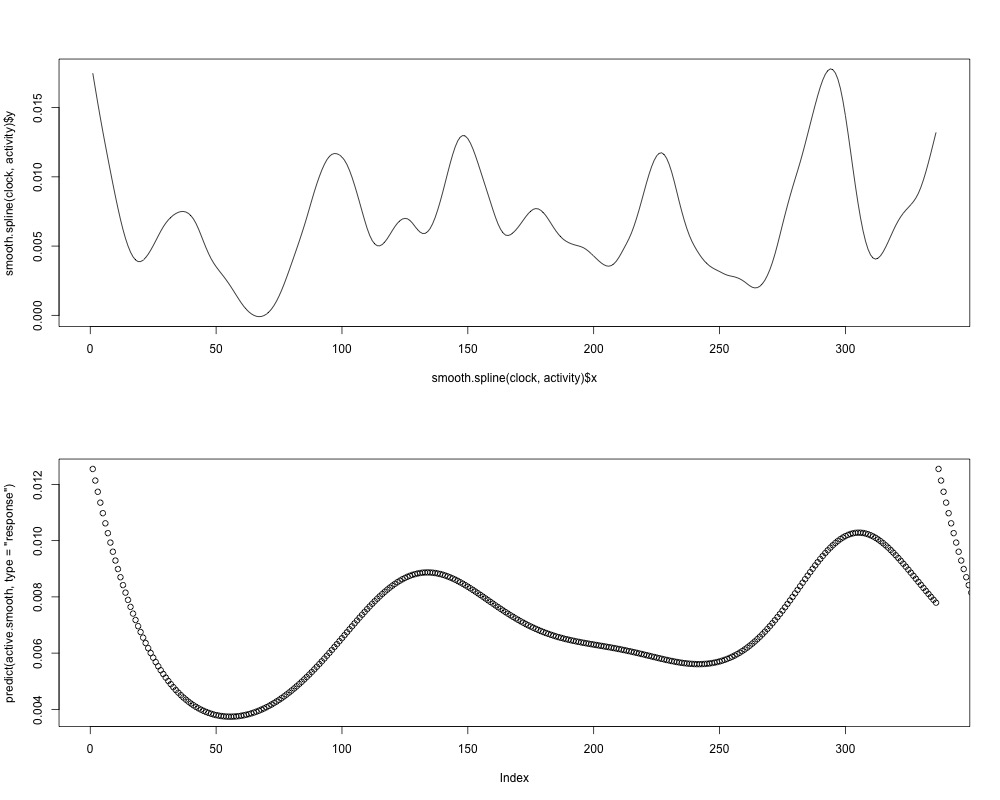 smooth.spline(clock, activity)$y
0.015
0.010
0.005
0.000
0 50 100 150 200 250 300
smooth.spline(clock, activity)$x
predict(active.smooth, type = "response")
0.012
0.010
0.008
0.006
0.004
0 50 100 150 200 250 300
Index